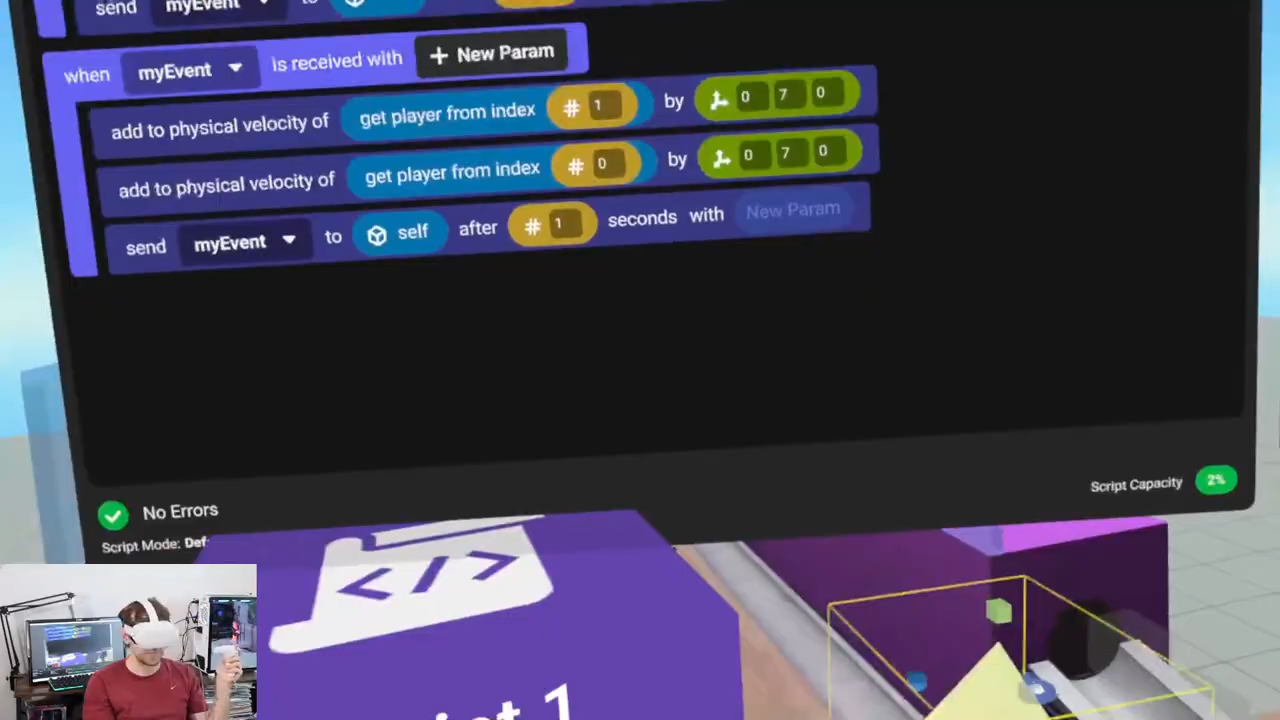 send myEvent to
when myEvent is received with + New Param
add to physical velocity of get player from index # 1 by 0 7 0
add to physical velocity of get player from index # 0 by 0 7 0
send myEvent to self after # 1 seconds with New Param
Script Capacity 2%
No Errors
Script Mode: